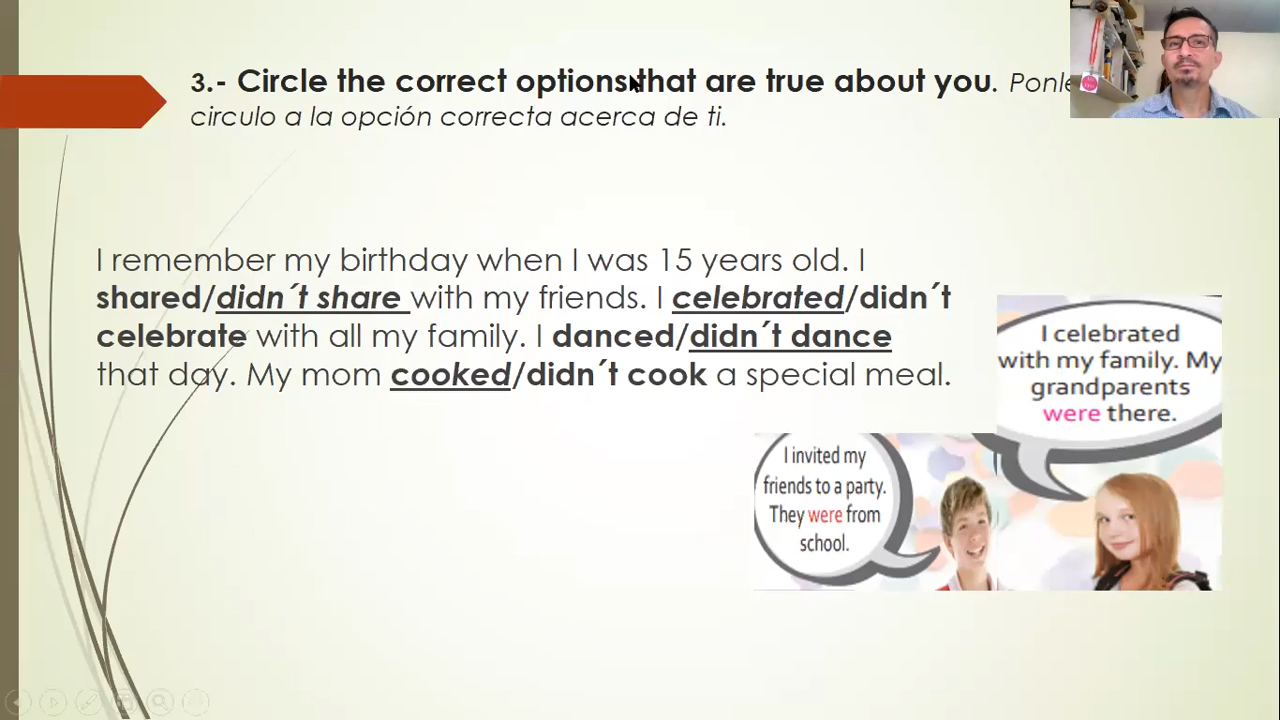 3.- Circle the correct options that are true about you. Ponle
circulo a la opción correcta acerca de ti.
I remember my birthday when I was 15 years old. I
shared/didn´t share with my friends. I celebrated/didn´t
celebrate with all my family. I danced/didn´t dance
that day. My mom cooked/didn´t cook a special meal.
I celebrated
with my family. My
grandparents
were there.
I invited my
friends to a party.
They were from
school.